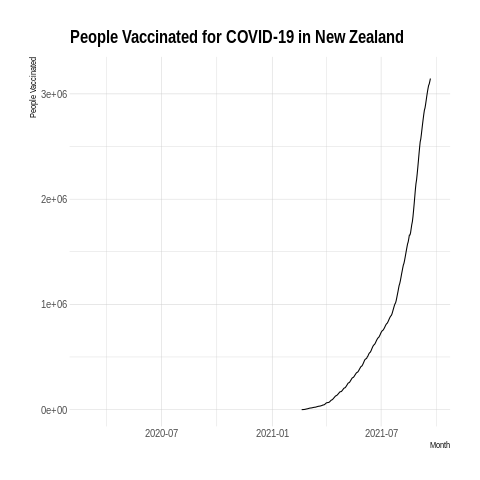 People Vaccinated for COVID-19 in New Zealand
People Vaccinated
3e+06
2e+06
1e+06
0e+00
2020-07
2021-01
2021-07
Month